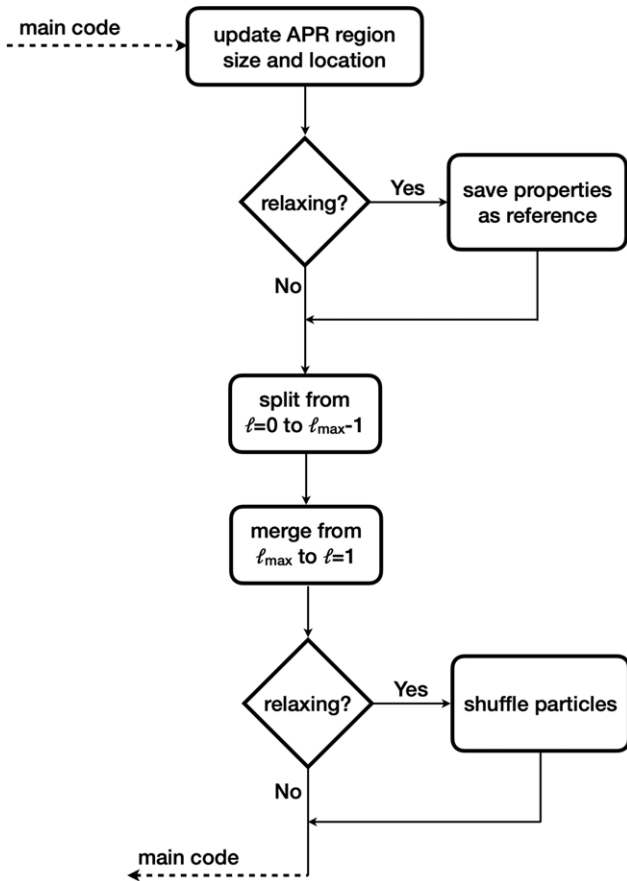 main code
update APR region
size and location
relaxing?
Yes
save properties
as reference
No
split from
ℓ=0 to ℓmax-1
merge from
ℓmax to ℓ=1
relaxing?
Yes
shuffle particles
No
main code